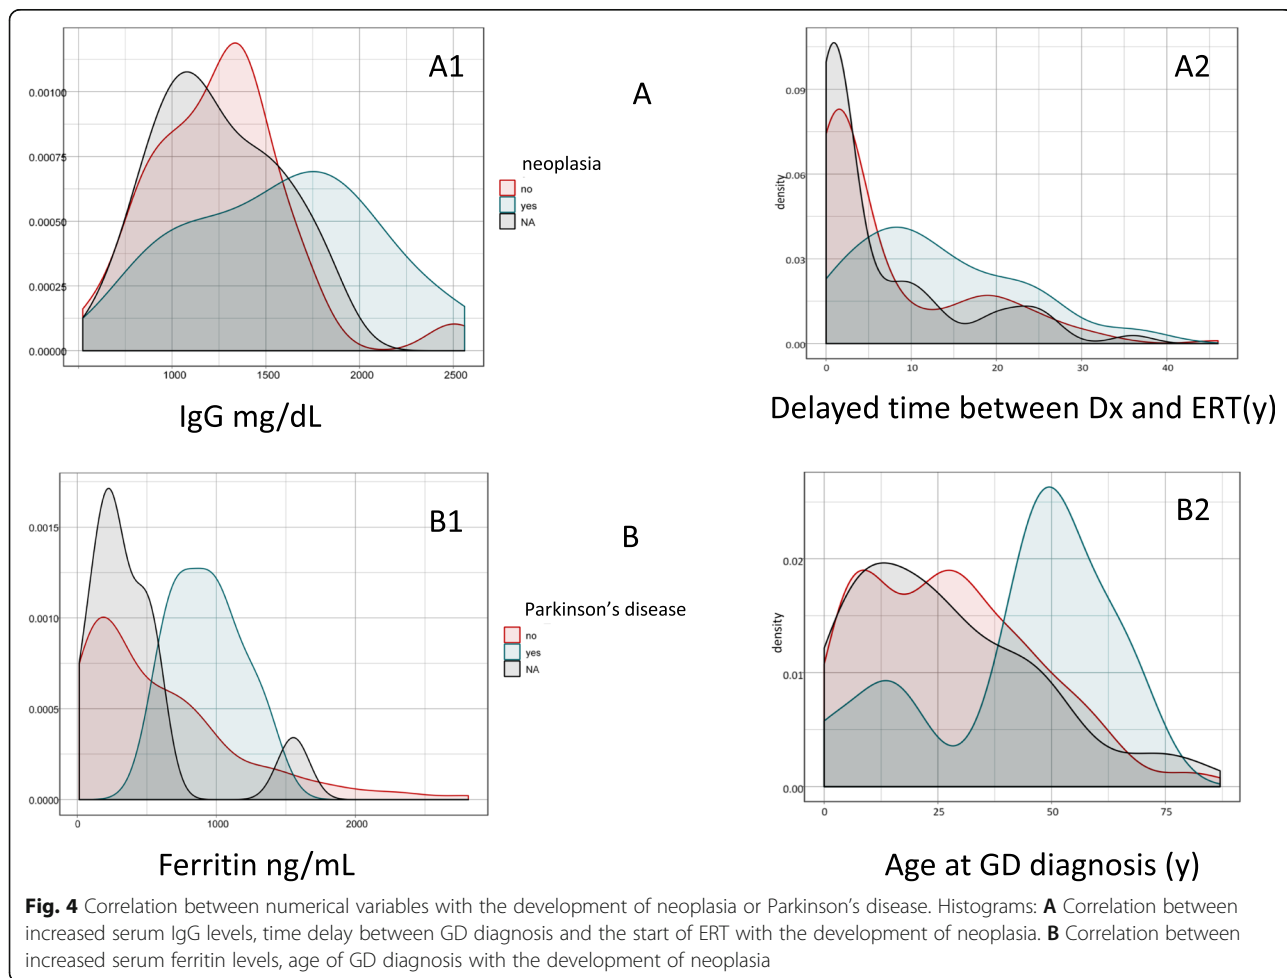 A1
A
0.00100
0.00075
0.00050
0.00025
0.00000
1000 1500 2000 2500
IgG mg/dL
neoplasia
no
yes
NA
A2
density
0.09
0.06
0.03
0.00
0 10 20 30 40
Delayed time between Dx and ERT(y)
B1
B
0.0015
0.0010
0.0005
0.0000
0 1000 2000
Ferritin ng/mL
Parkinson's disease
no
yes
NA
B2
density
0.02
0.01
0.00
0 25 50 75
Age at GD diagnosis (y)
Fig. 4 Correlation between numerical variables with the development of neoplasia or Parkinson's disease. Histograms: A Correlation between
increased serum IgG levels, time delay between GD diagnosis and the start of ERT with the development of neoplasia. B Correlation between
increased serum ferritin levels, age of GD diagnosis with the development of neoplasia